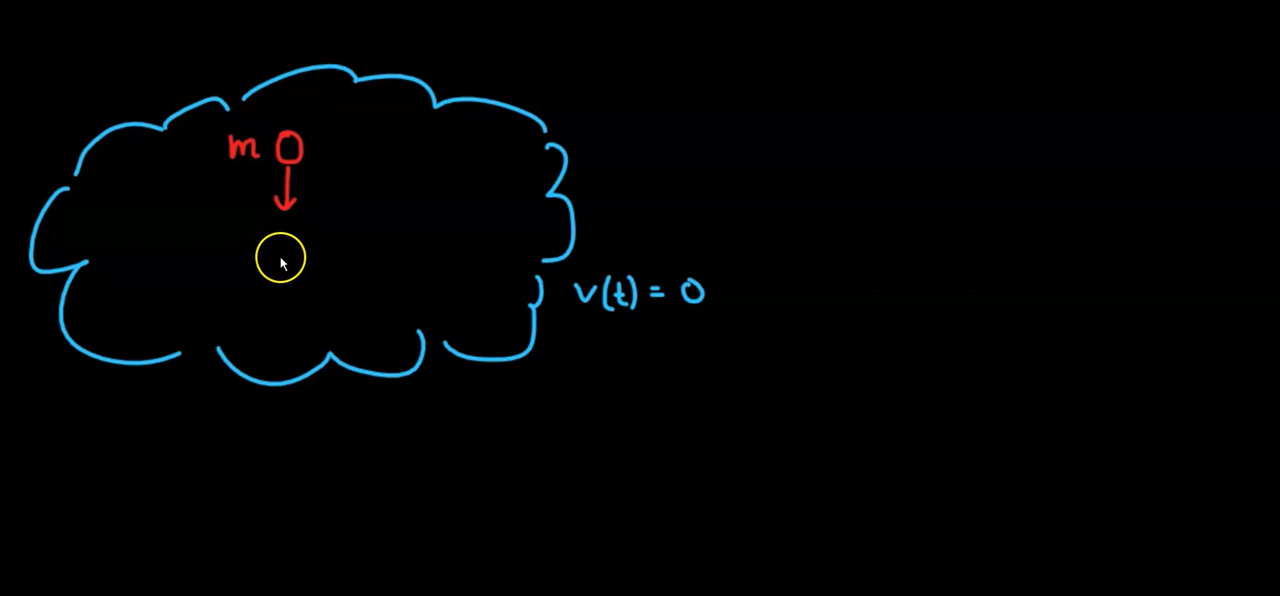 m
v(t) = 0